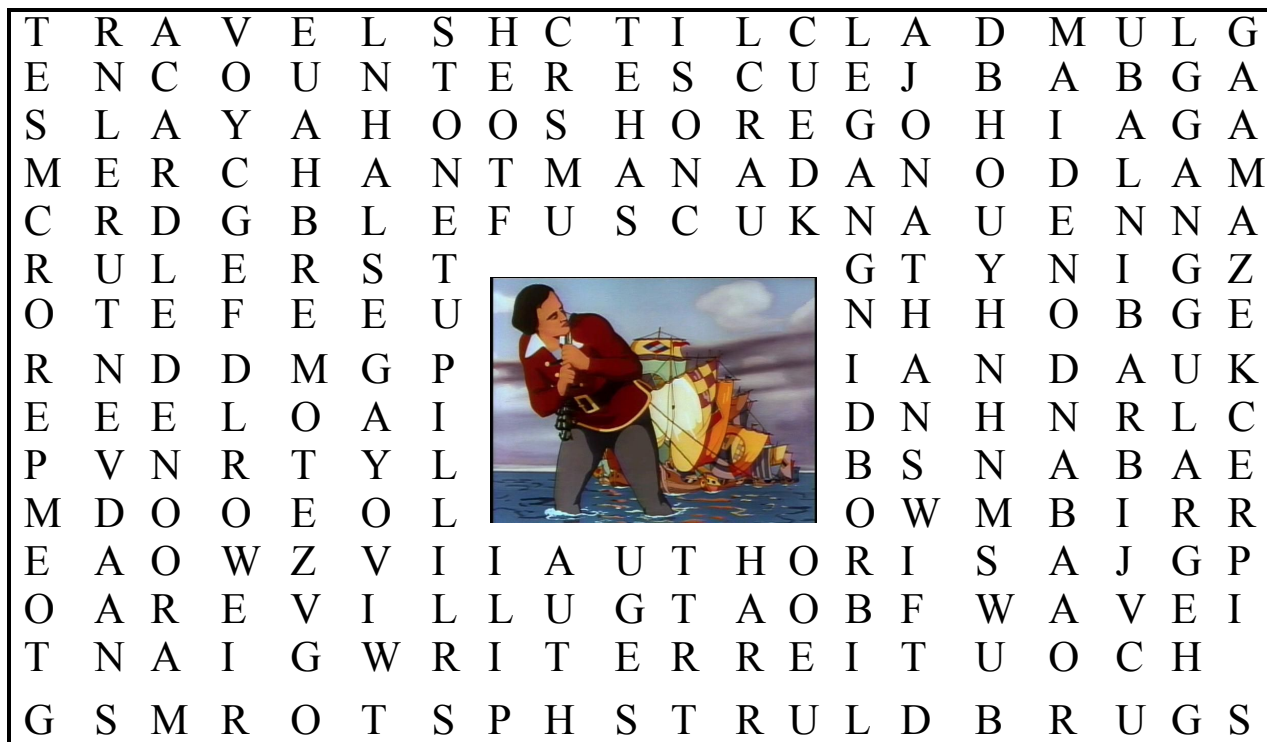 T R A V E L S H C T I L C L A D M U L G
E N C O U N T E R E S C U E J B A B G A
S L A Y A H O O S H O R E G O H I A G A
M E R C H A N T M A N A D A N O D L A M
C R D G B L E F U S C U K N A U E N N A
R U L E R S T G T Y N I G Z
O T E F E E U N H H O B G E
R N D D M G P I A N D A U K
E E E L O A I D N H N R L C
P V N R T Y L B S N A B A E
M D O O E O L O W M B I R R
E A O W Z V I I A U T H O R I S A J G P
O A R E V I L L U G T A O B F W A V E I
T N A I G W R I T E R R E I T U O C H
G S M R O T S P H S T R U L D B R U G S